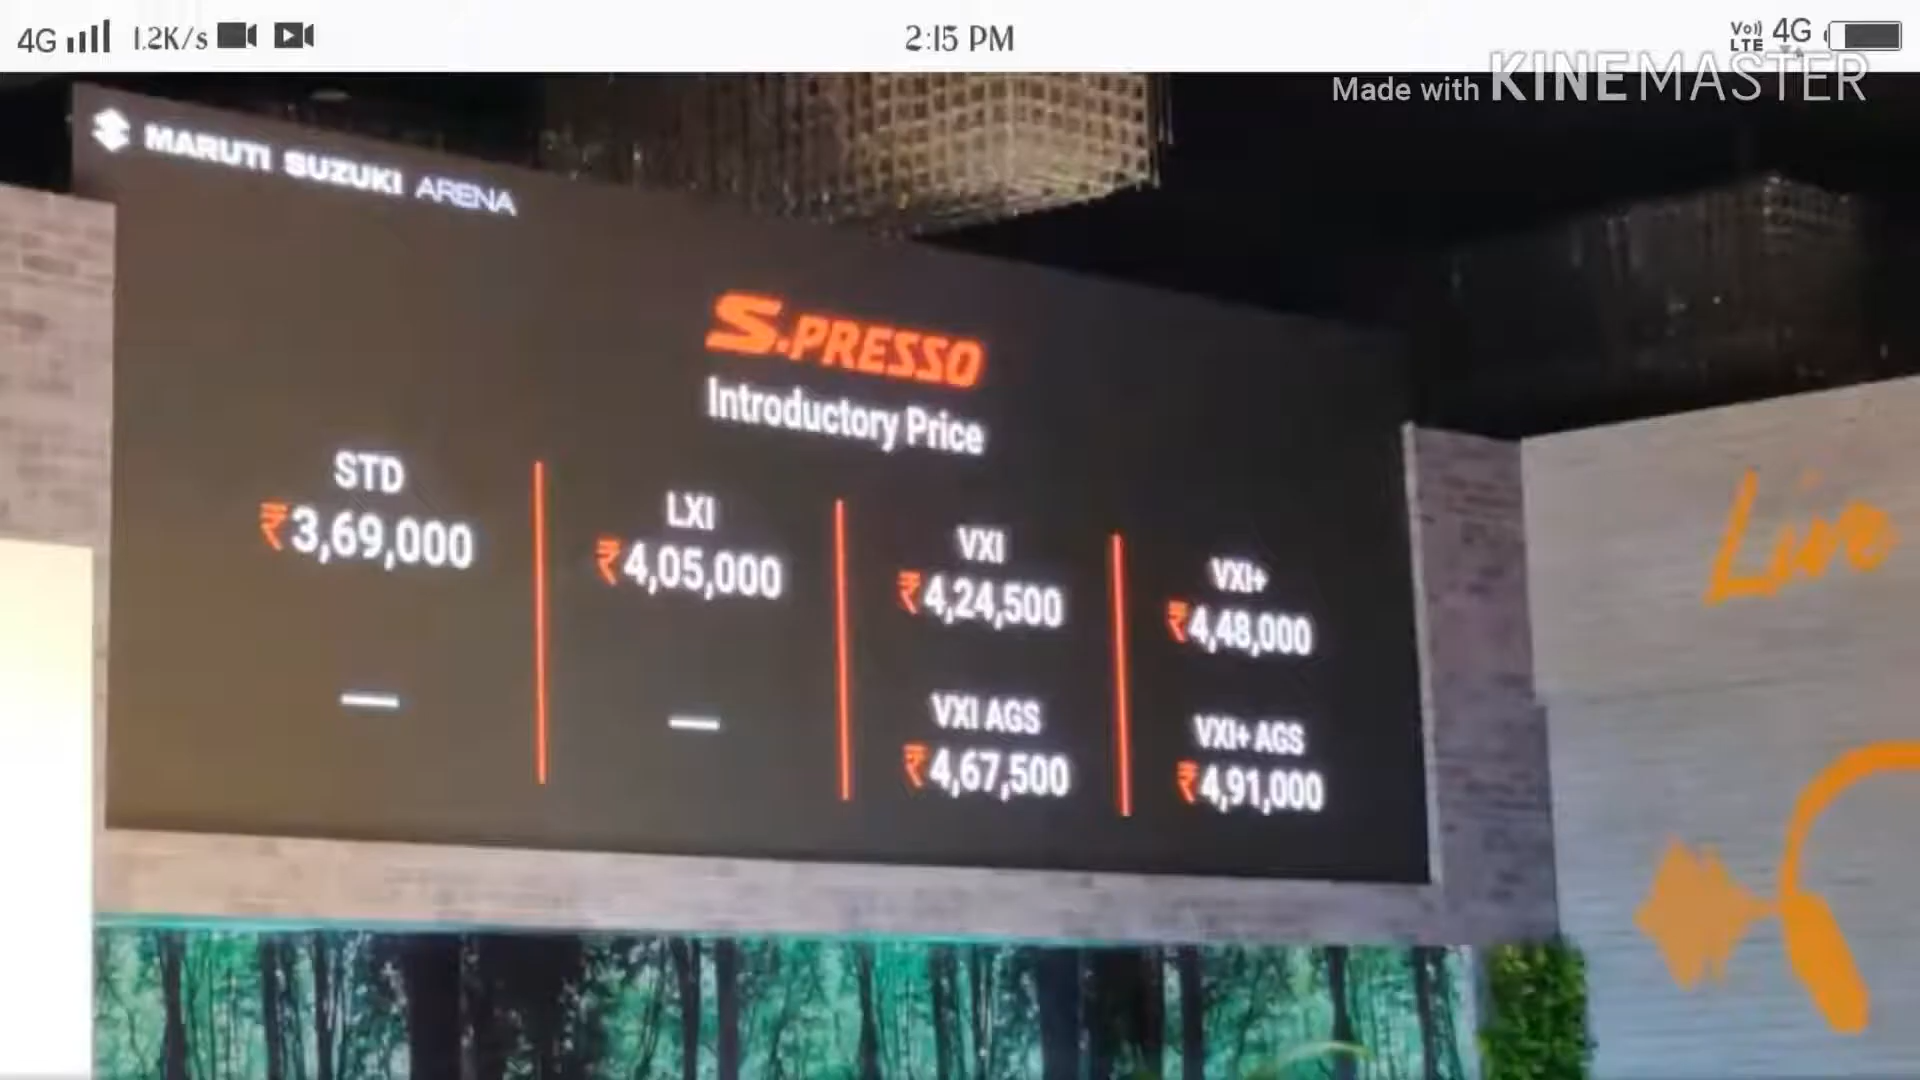 4G 1.2K/s 2:15 PM VoI) LTE 4G
Made with KINEMASTER
MARUTI SUZUKI ARENA
S.PRESSO
Introductory Price
STD
₹3,69,000
—
LXI
₹4,05,000
—
VXI
₹4,24,500
VXI AGS
₹4,67,500
VXI+
₹4,48,000
VXI+ AGS
₹4,91,000
Live